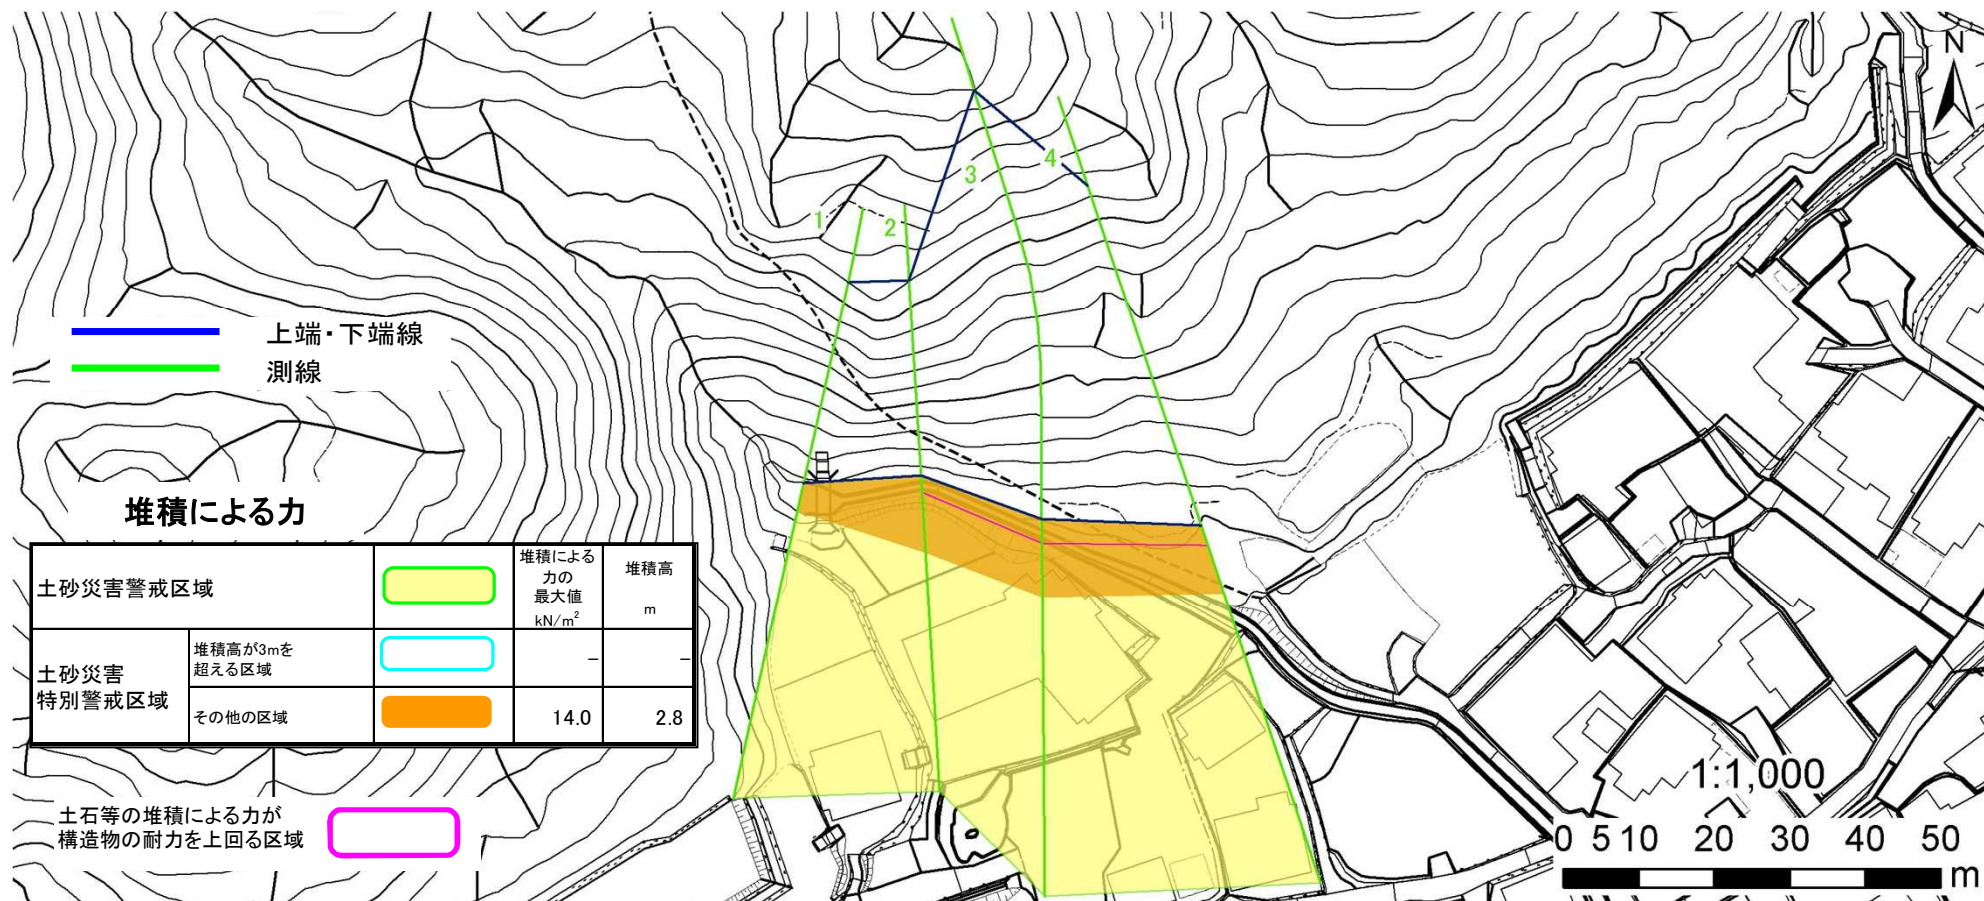 N
1
2
3
4
上端・下端線
測線
堆積による力
土砂災害警戒区域
堆積による
力の
最大値
kN/m²
堆積高
m
土砂災害
特別警戒区域
堆積高が3mを
超える区域
－
－
その他の区域
14.0
2.8
土石等の堆積による力が
構造物の耐力を上回る区域
1:1,000
0 5 10 20 30 40 50
m